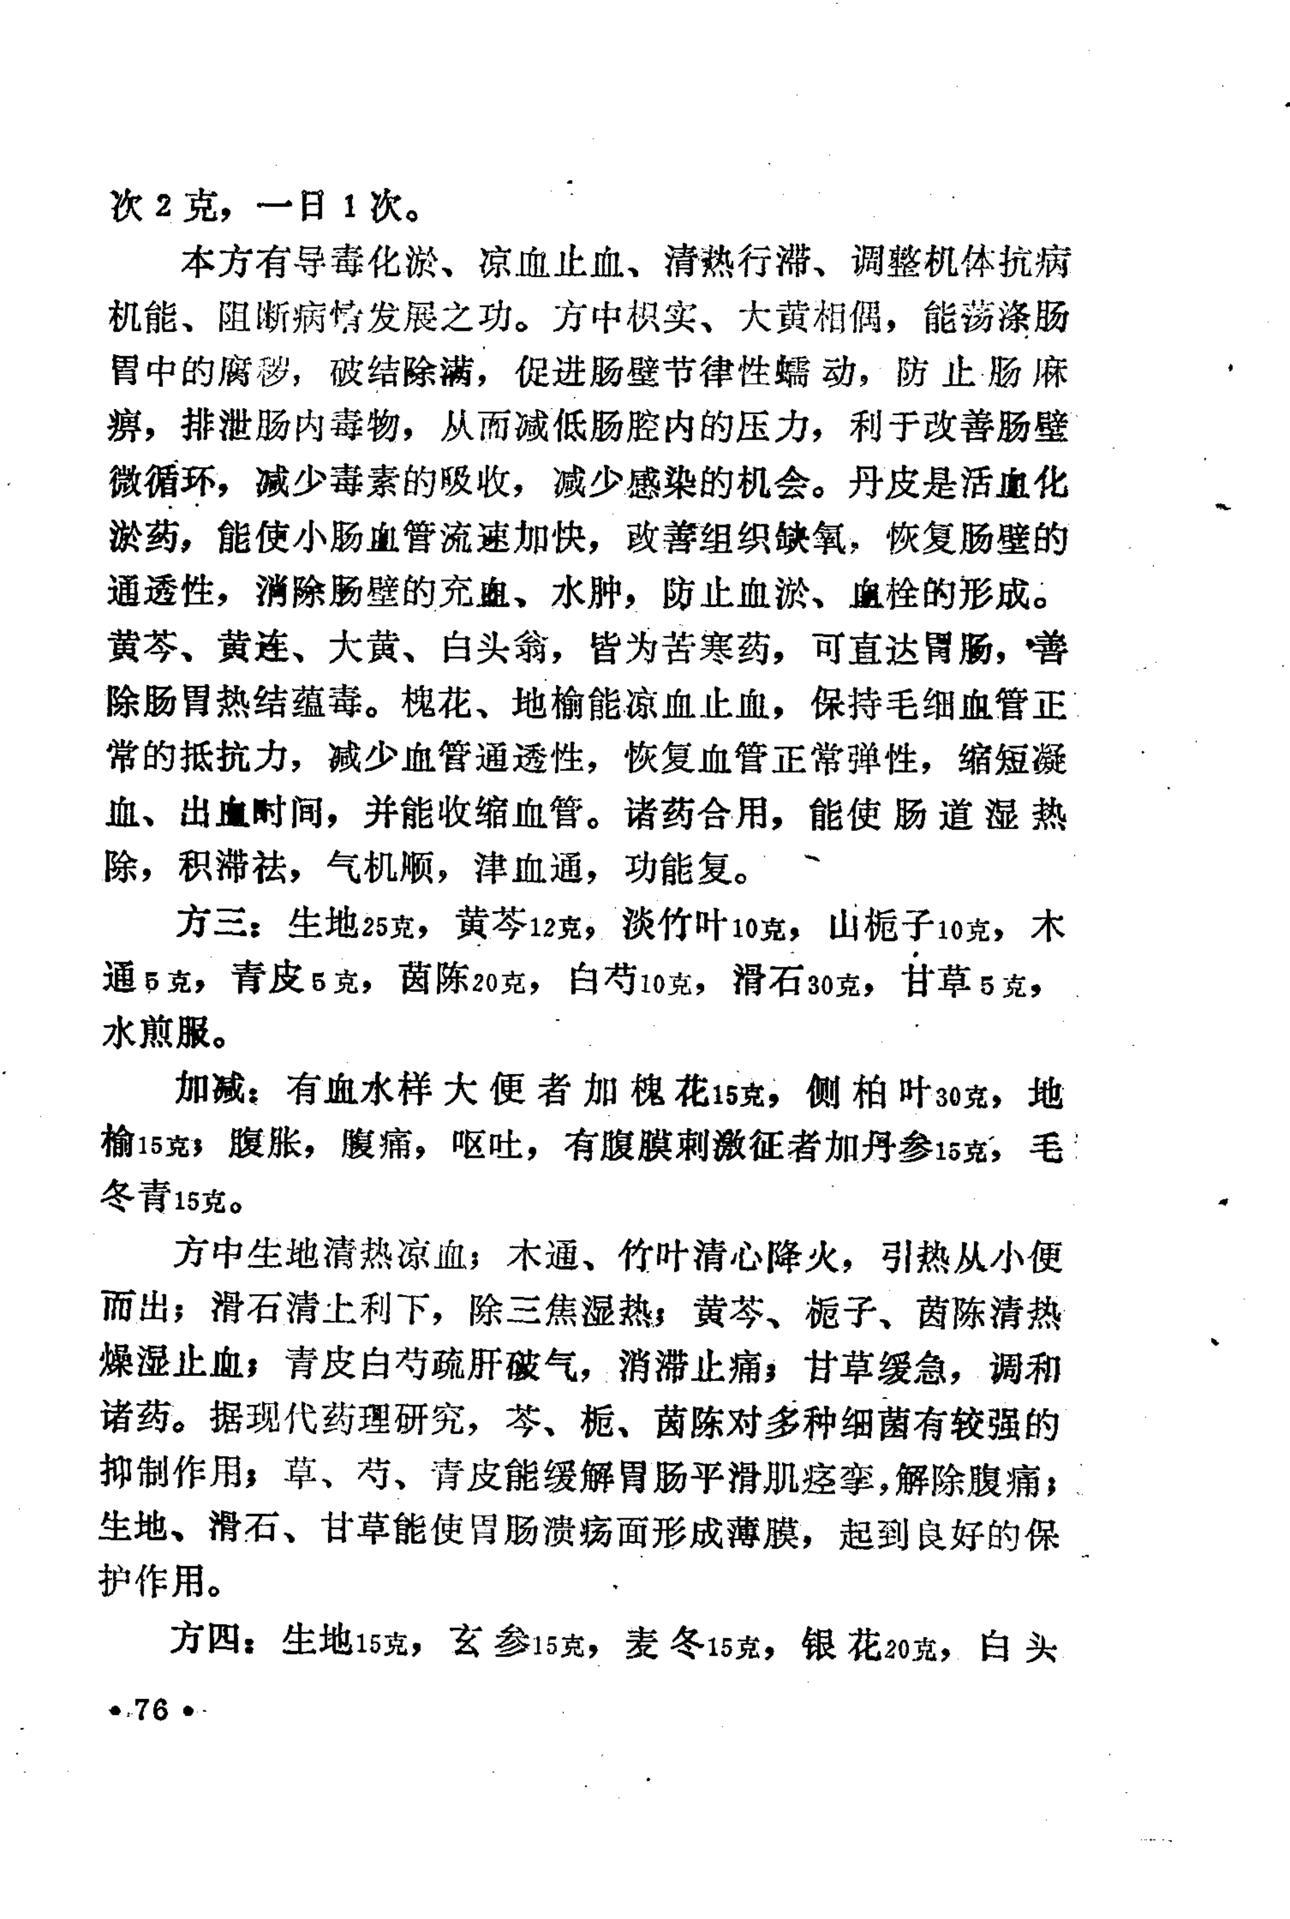 次2克，一日1次。
本方有导毒化淤、凉血止血、清热行滞、调整机体抗病
机能、阻断病情发展之功。方中枳实、大黄相偶，能荡涤肠
胃中的腐秽，破结除满，促进肠壁节律性蠕动，防止肠麻
痹，排泄肠内毒物，从而减低肠腔内的压力，利于改善肠壁
微循环，减少毒素的吸收，减少感染的机会。丹皮是活血化
淤药，能使小肠血管流速加快，改善组织缺氧，恢复肠壁的
通透性，消除肠壁的充血、水肿，防止血淤、血栓的形成。
黄芩、黄连、大黄、白头翁，皆为苦寒药，可直达胃肠，善
除肠胃热结蕴毒。槐花、地榆能凉血止血，保持毛细血管正
常的抵抗力，减少血管通透性，恢复血管正常弹性，缩短凝
血、出血时间，并能收缩血管。诸药合用，能使肠道湿热
除，积滞祛，气机顺，津血通，功能复。
方三：生地25克，黄芩12克，淡竹叶10克，山栀子10克，木
通5克，青皮5克，茵陈20克，白芍10克，滑石30克，甘草5克，
水煎服。
加减：有血水样大便者加槐花15克，侧柏叶30克，地
榆15克；腹胀，腹痛，呕吐，有腹膜刺激征者加丹参15克，毛
冬青15克。
方中生地清热凉血；木通、竹叶清心降火，引热从小便
而出；滑石清上利下，除三焦湿热；黄芩、栀子、茵陈清热
燥湿止血；青皮白芍疏肝破气，消滞止痛；甘草缓急，调和
诸药。据现代药理研究，芩、栀、茵陈对多种细菌有较强的
抑制作用；草、芍、青皮能缓解胃肠平滑肌痉挛，解除腹痛；
生地、滑石、甘草能使胃肠溃疡面形成薄膜，起到良好的保
护作用。
方四：生地15克，玄参15克，麦冬15克，银花20克，白头
•76•